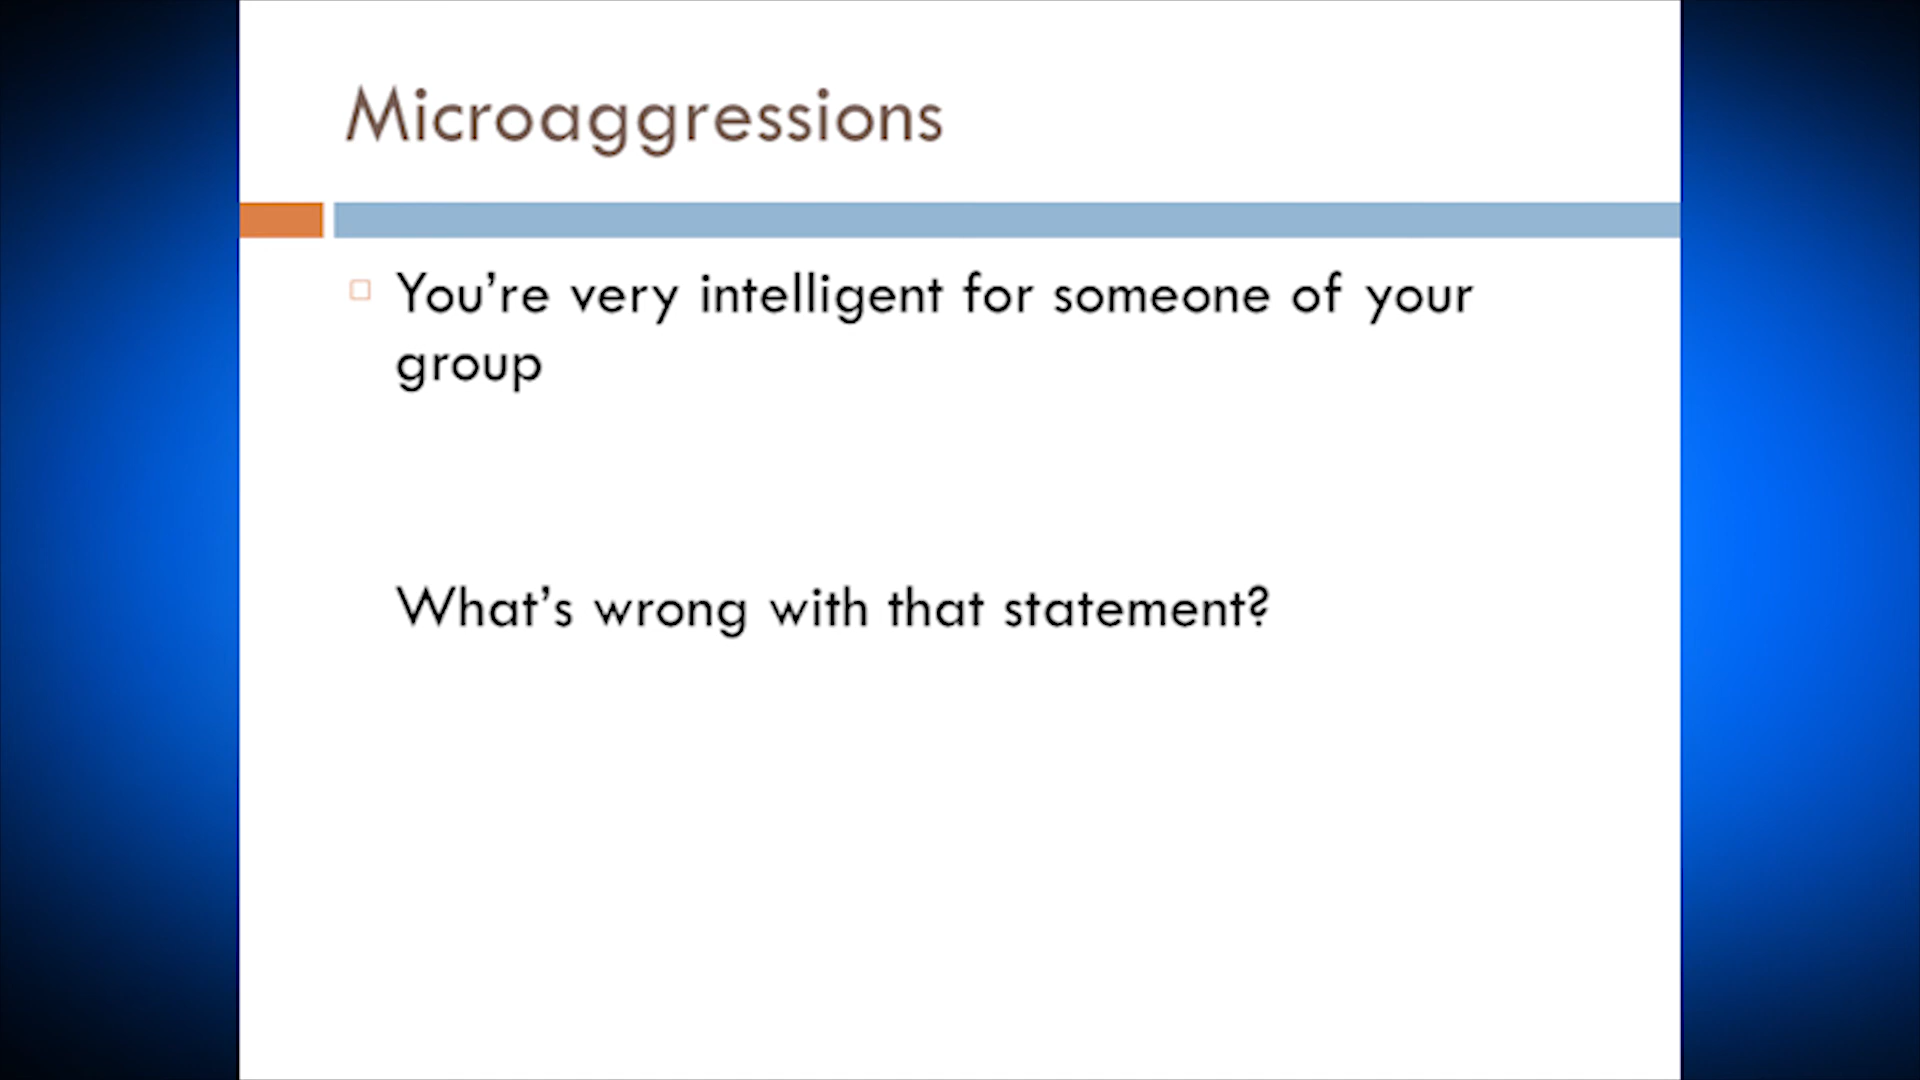 Microaggressions
You’re very intelligent for someone of your
group
What’s wrong with that statement?